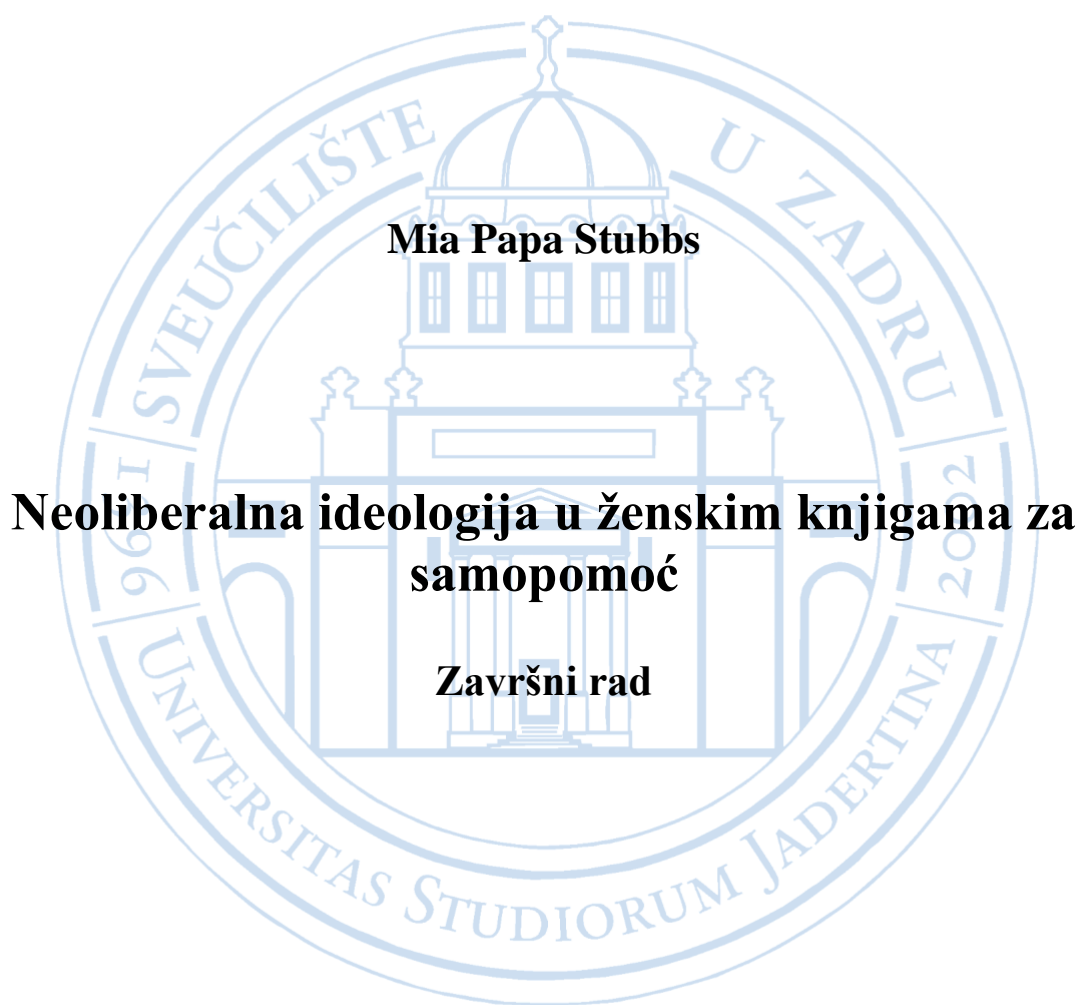 SVEUČILIŠTE U ZADRU
Mia Papa Stubbs
Neoliberalna ideologija u ženskim knjigama za
samopomoć
Završni rad
1396
2002
UNIVERSITAS STUDIORUM JADERTINA